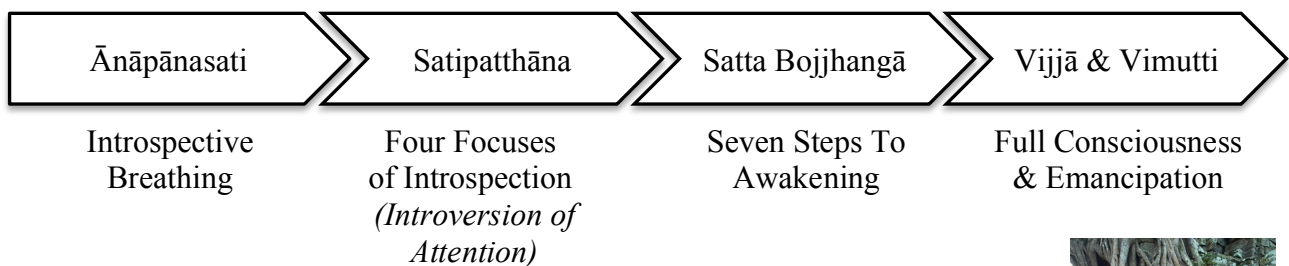 Ānāpānasati
Satipatthāna
Satta Bojjhangā
Vijjā & Vimutti
Introspective
Breathing
Four Focuses
of Introspection
(Introversion of
Attention)
Seven Steps To
Awakening
Full Consciousness
& Emancipation